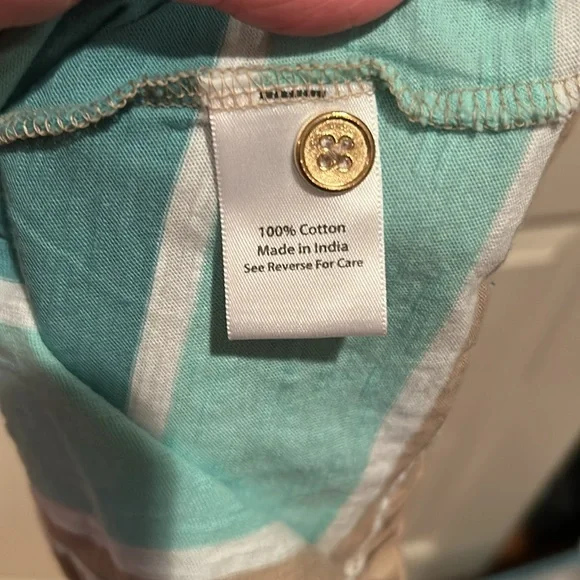 100% Cotton
Made in India
See Reverse For Care